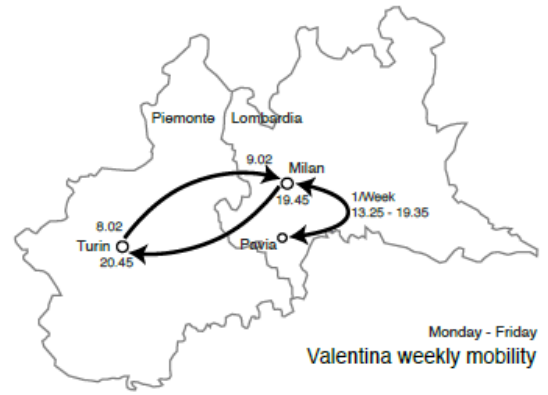 Piemonte
Lombardia
9.02
Milan
19.45
1/Week
13.25 - 19.35
8.02
Turin
20.45
Pavia
Monday - Friday
Valentina weekly mobility